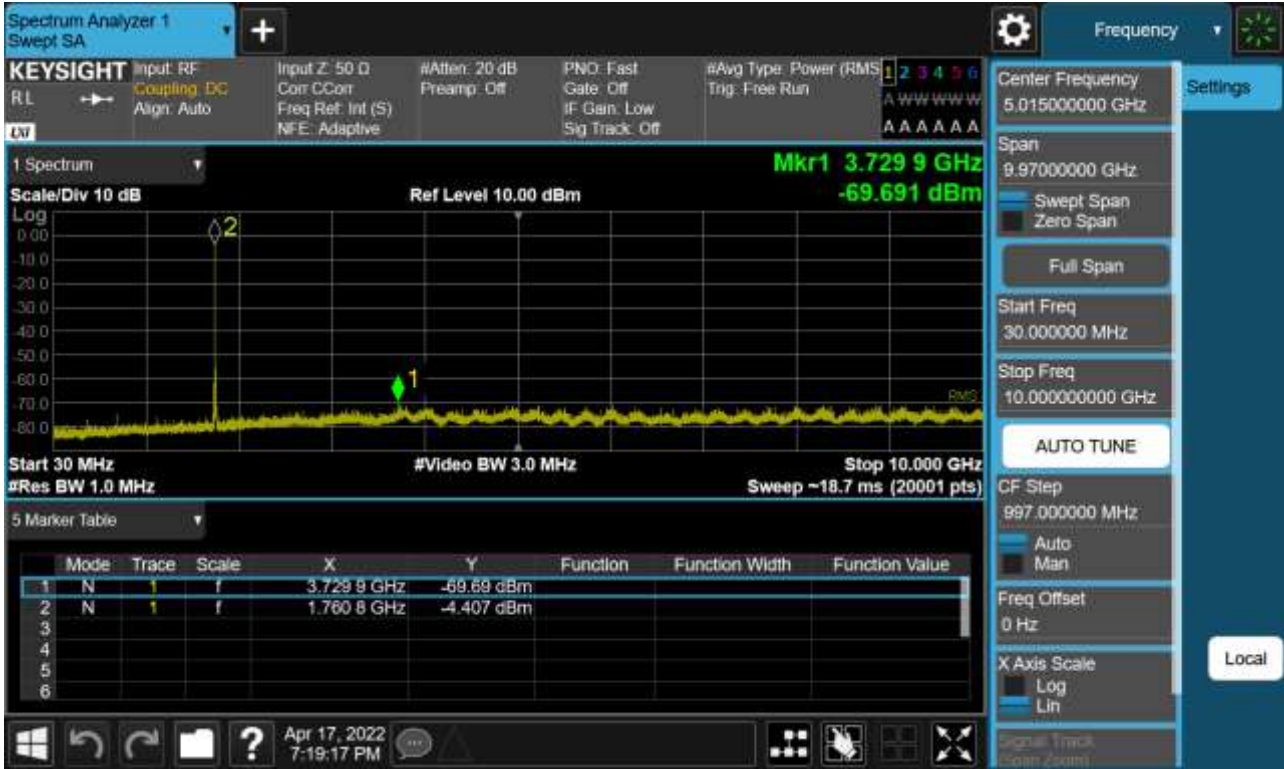 Spectrum Analyzer 1
Swept SA
Frequency
KEYSIGHT
RL
LXI
Input: RF
Coupling: DC
Align: Auto
Input Z: 50 Ω
Corr CCorr
Freq Ref: Int (S)
NFE: Adaptive
#Atten: 20 dB
Preamp: Off
PNO: Fast
Gate: Off
IF Gain: Low
Sig Track: Off
#Avg Type: Power (RMS
Trig: Free Run
1 2 3 4 5 6
A W W W W W
A A A A A A
1 Spectrum
Scale/Div 10 dB
Ref Level 10.00 dBm
Mkr1 3.729 9 GHz
-69.691 dBm
Log
0.00
-10.0
-20.0
-30.0
-40.0
-50.0
-60.0
-70.0
-80.0
2
1
RMS
Start 30 MHz
#Res BW 1.0 MHz
#Video BW 3.0 MHz
Stop 10.000 GHz
Sweep ~18.7 ms (20001 pts)
5 Marker Table
Mode Trace Scale X Y Function Function Width Function Value
1 N 1 f 3.729 9 GHz -69.69 dBm
2 N 1 f 1.760 8 GHz -4.407 dBm
3
4
5
6
Apr 17, 2022
7:19:17 PM
Center Frequency
5.015000000 GHz
Span
9.97000000 GHz
Swept Span
Zero Span
Full Span
Start Freq
30.000000 MHz
Stop Freq
10.000000000 GHz
AUTO TUNE
CF Step
997.000000 MHz
Auto
Man
Freq Offset
0 Hz
X Axis Scale
Log
Lin
Signal Track
(Span Zoom)
Settings
Local